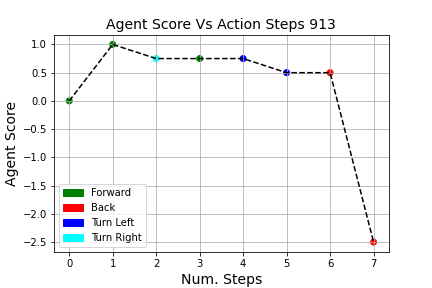 Agent Score Vs Action Steps 913
Agent Score
1.0
0.5
0.0
−0.5
−1.0
−1.5
−2.0
−2.5
Forward
Back
Turn Left
Turn Right
0 1 2 3 4 5 6 7
Num. Steps